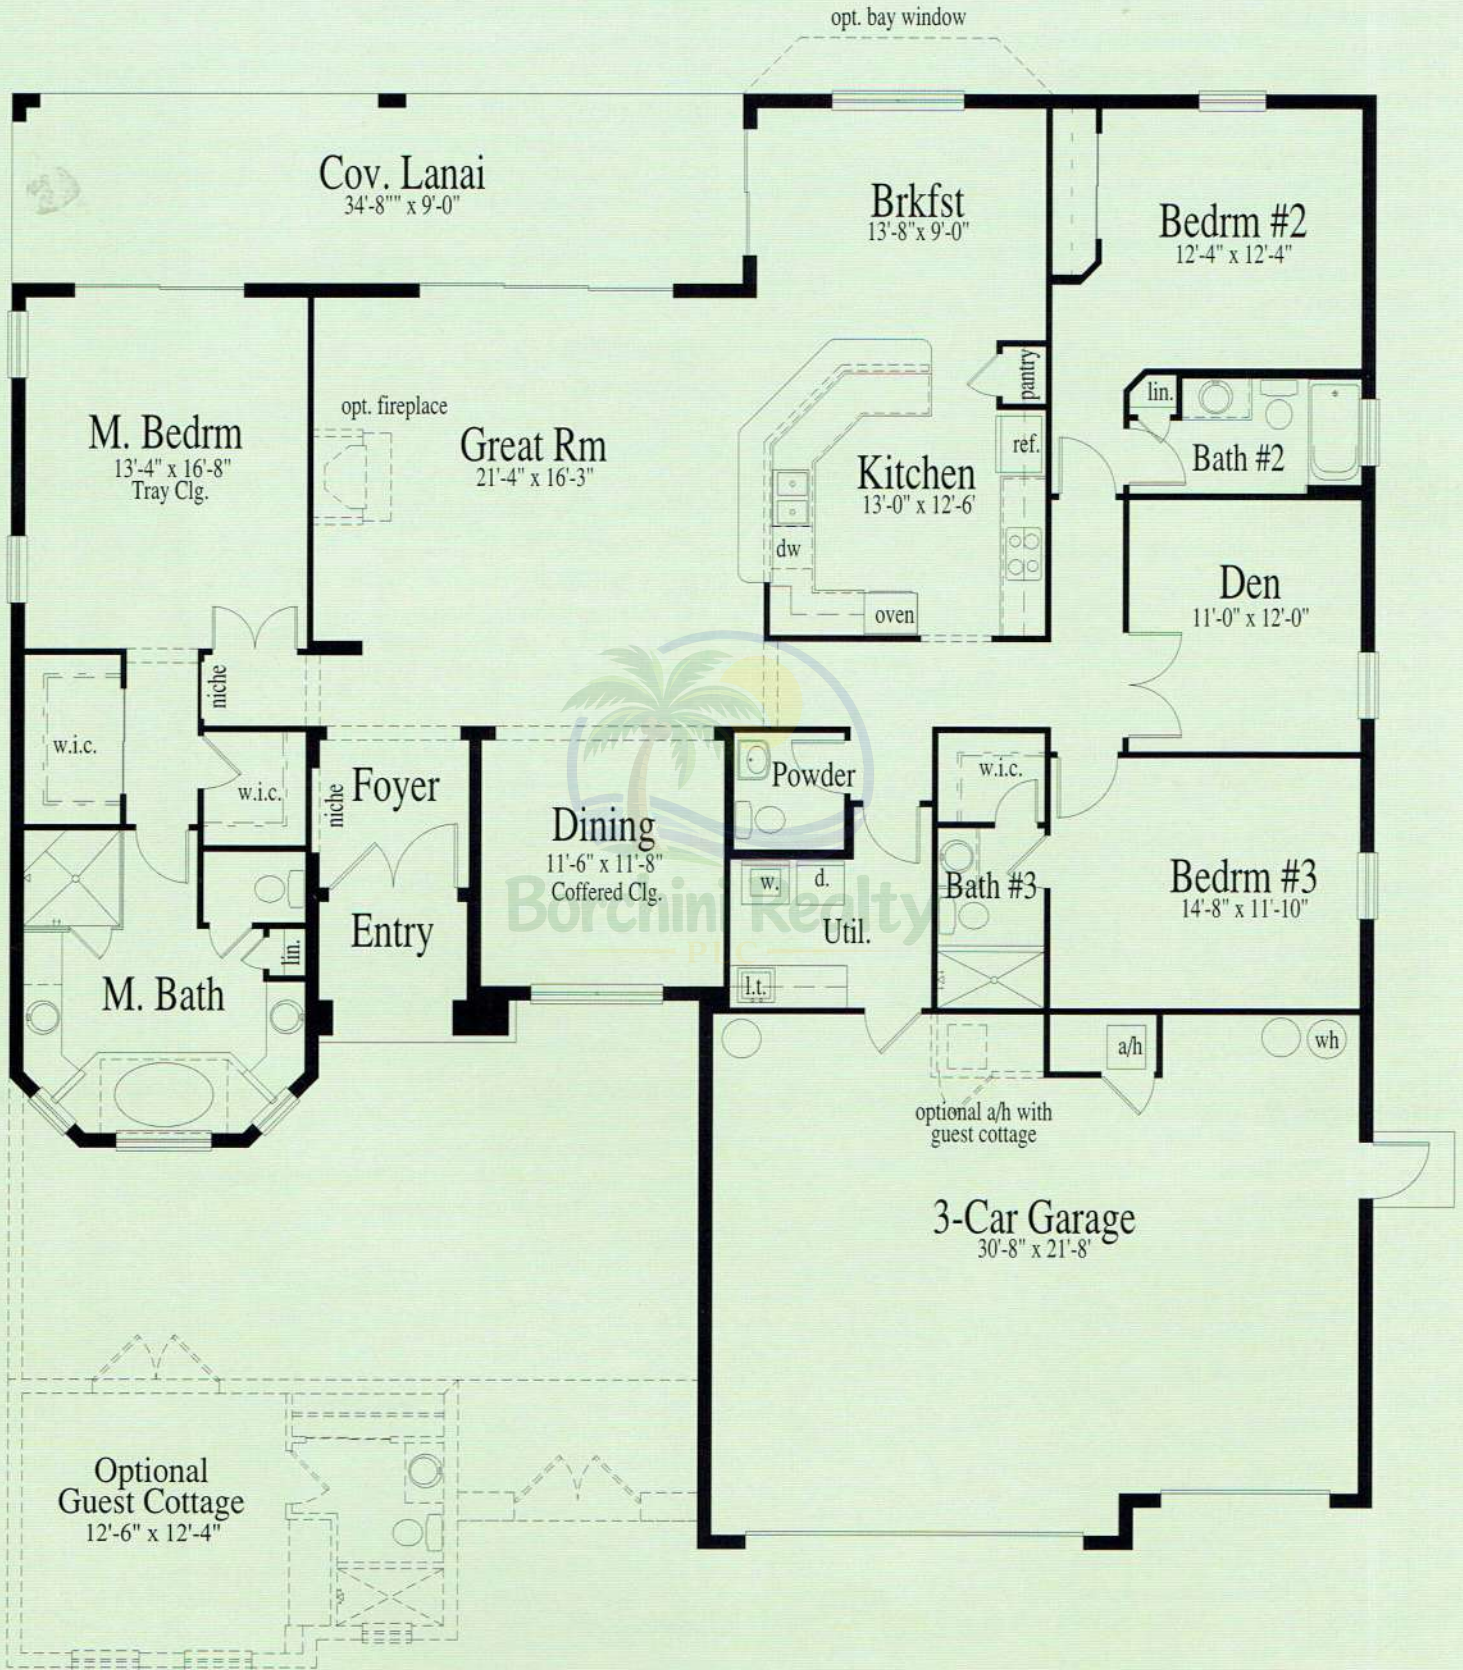 opt. bay window
Cov. Lanai
34'-8"" x 9'-0"
Brkfst
13'-8"x 9'-0"
Bedrm #2
12'-4" x 12'-4"
M. Bedrm
13'-4" x 16'-8"
Tray Clg.
opt. fireplace
Great Rm
21'-4" x 16'-3"
pantry
ref.
Kitchen
13'-0" x 12'-6'
dw
oven
lin.
Bath #2
Den
11'-0" x 12'-0"
niche
w.i.c.
w.i.c.
niche
Foyer
Dining
11'-6" x 11'-8"
Coffered Clg.
Powder
w.i.c.
w.
d.
Util.
l.t.
Bath #3
Bedrm #3
14'-8" x 11'-10"
Borchini Realty
PLC
Entry
lin.
M. Bath
a/h
wh
optional a/h with
guest cottage
3-Car Garage
30'-8" x 21'-8'
Optional
Guest Cottage
12'-6" x 12'-4"